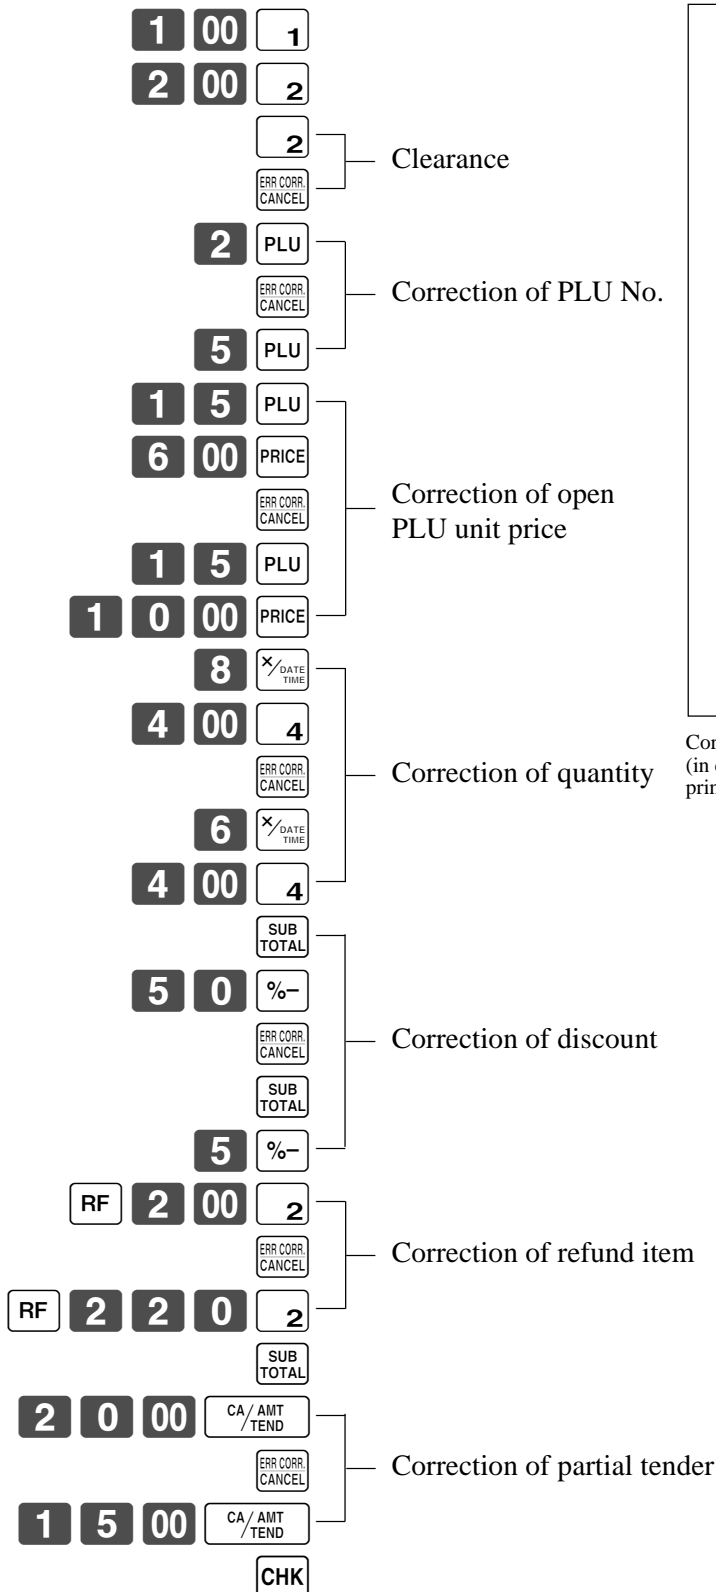 1 00 1
2 00 2
2
Clearance
ERR CORR.
CANCEL
2 PLU
ERR CORR.
CANCEL
Correction of PLU No.
5 PLU
1 5 PLU
6 00 PRICE
ERR CORR.
CANCEL
Correction of open
PLU unit price
1 5 PLU
1 0 00 PRICE
8 ×/DATE
TIME
4 00 4
ERR CORR.
CANCEL
Correction of quantity
6 ×/DATE
TIME
4 00 4
SUB
TOTAL
5 0 %−
ERR CORR.
CANCEL
Correction of discount
SUB
TOTAL
5 %−
RF 2 00 2
ERR CORR.
CANCEL
Correction of refund item
RF 2 2 0 2
SUB
TOTAL
2 0 00 CA/AMT
TEND
ERR CORR.
CANCEL
Correction of partial tender
1 5 00 CA/AMT
TEND
CHK